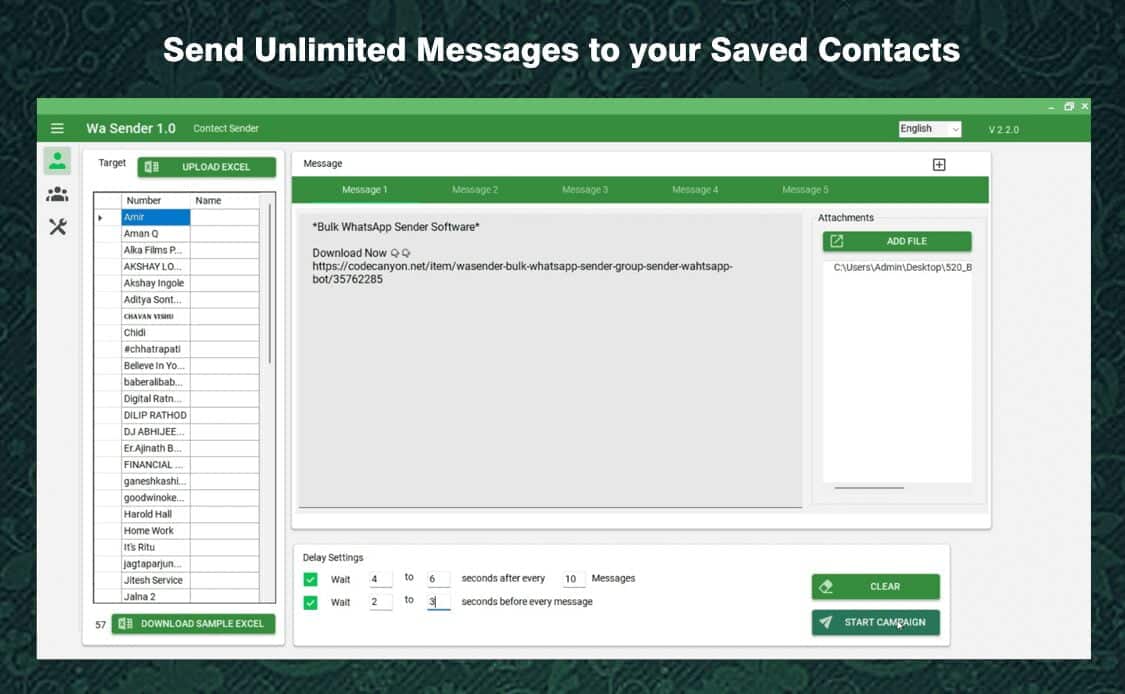 Send Unlimited Messages to your Saved Contacts
Wa Sender 1.0
Contect Sender
English
V 2.2.0
Target
UPLOAD EXCEL
Number Name
Amir
Aman Q
Alka Films P...
AKSHAY LO...
Akshay Ingole
Aditya Sont...
CHAVAN VISHU
Chidi
#chhatrapati
Believe In Yo...
baberalibab...
Digital Ratn...
DILIP RATHOD
DJ ABHIJEE...
Er.Ajinath B...
FINANCIAL ...
ganeshkashi...
goodwinoke...
Harold Hall
Home Work
It's Ritu
jagtaparjun...
Jitesh Service
Jalna 2
57
DOWNLOAD SAMPLE EXCEL
Message
Message 1 Message 2 Message 3 Message 4 Message 5
*Bulk WhatsApp Sender Software*
Download Now 👇👇
https://codecanyon.net/item/wasender-bulk-whatsapp-sender-group-sender-wahtsapp-
bot/35762285
Attachments
ADD FILE
C:\Users\Admin\Desktop\520_B
Delay Settings
Wait 4 to 6 seconds after every 10 Messages
Wait 2 to 3 seconds before every message
CLEAR
START CAMPAIGN